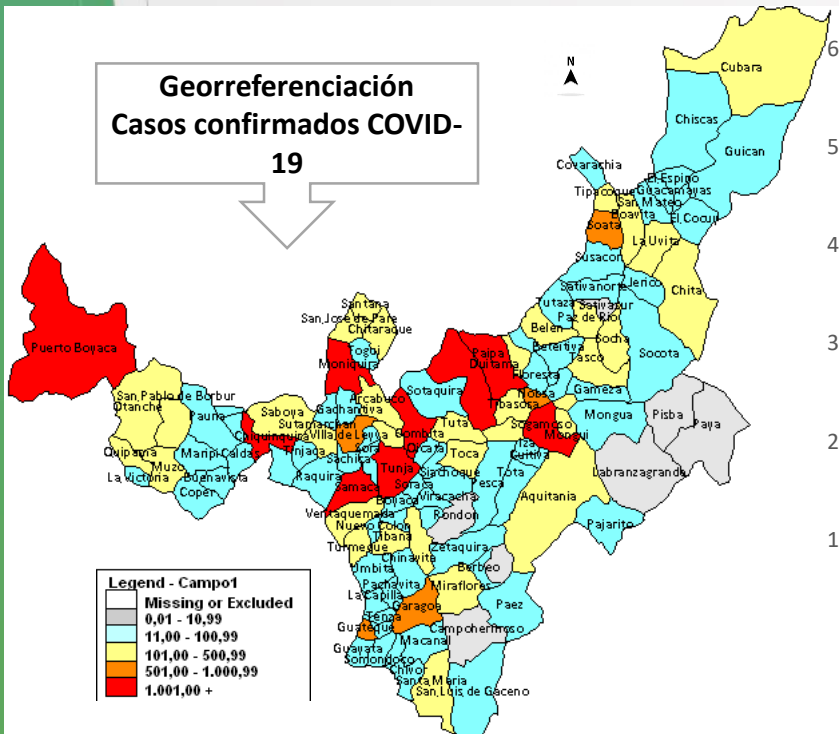 Georreferenciación
Casos confirmados COVID-
19
N
6
5
4
3
2
1
Cubara
Chiscas
Guican
Covarachia
El Espino
Tipacoque
Guacamayas
San Mateo
Boavita
El Cocuy
Soata
La Uvita
Susacon
Sativanorte
Jerico
Chita
Tutaza
Sativasur
Paz de Rio
Belen
Socha
Socota
Beteitiva
Tasco
Floresta
Gameza
Santana
San Jose de Pare
Chitaraque
Togui
Moniquira
Puerto Boyaca
Paipa
Duitama
Sotaquira
Nobsa
Tibasosa
Arcabuco
San Pablo de Borbur
Otanche
Pauna
Saboya
Gachantiva
Sutamarchan
Villa de Leyva
Chiquinquira
Combita
Tuta
Sogamoso
Mongui
Mongua
Pisba
Paya
Quipama
Muzo
Maripi
Caldas
Tinjaca
Sora
Oicata
Toca
Iza
Cuitiva
La Victoria
Buenavista
Coper
Raquira
Sachica
Tunja
Siachoque
Tota
Pesca
Labranzagrande
Samaca
Soraca
Viracacha
Aquitania
Boyaca
Rondon
Pajarito
Ventaquemada
Nuevo Colon
Tibana
Turmeque
Zetaquira
Chinavita
Umbita
Berbeo
Pachavita
Miraflores
La Capilla
Garagoa
Paez
Tenza
Guateque
Campohermoso
Macanal
Guayata
Somondoco
Chivor
Santa Maria
San Luis de Gaceno
Legend - Campo1
Missing or Excluded
0,01 - 10,99
11,00 - 100,99
101,00 - 500,99
501,00 - 1.000,99
1.001,00 +